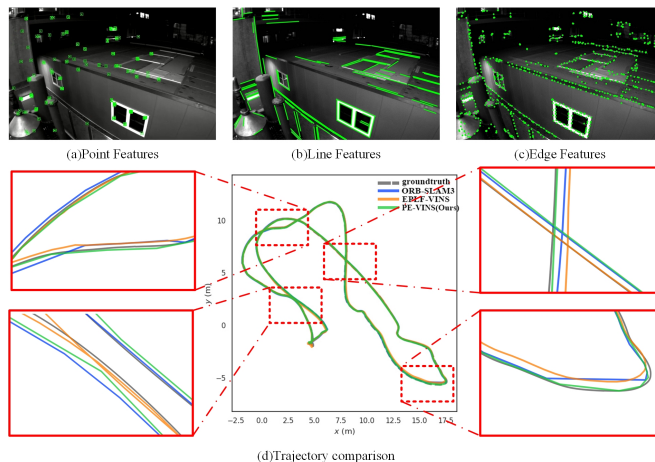 (a)Point Features
(b)Line Features
(c)Edge Features
groundtruth
ORB-SLAM3
EPLF-VINS
PE-VINS(Ours)
10
5
0
−5
y (m)
−2.5 0.0 2.5 5.0 7.5 10.0 12.5 15.0 17.5
x (m)
(d)Trajectory comparison